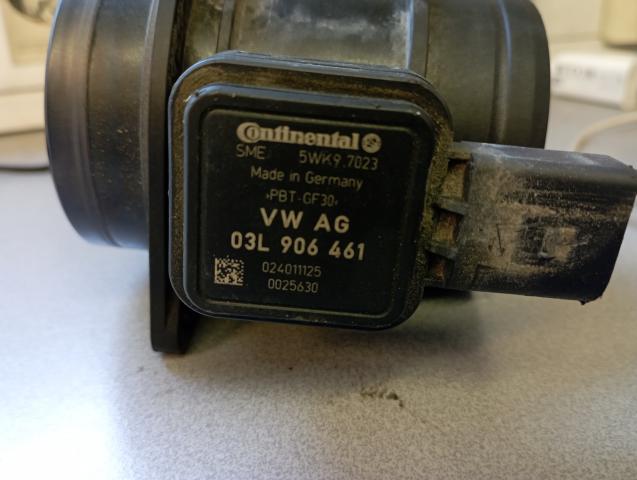 Continental
SME 5WK9 7023
Made in Germany
>PBT-GF30<
VW AG
03L 906 461
024011125
0025630